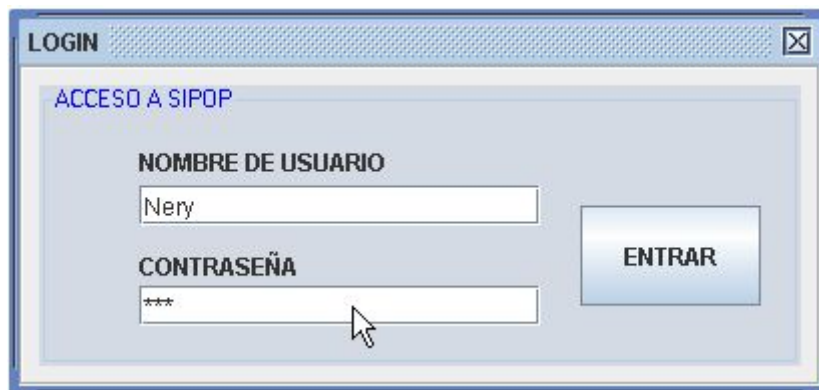 LOGIN
ACCESO A SIPOP
NOMBRE DE USUARIO
Nery
CONTRASEÑA
***
ENTRAR